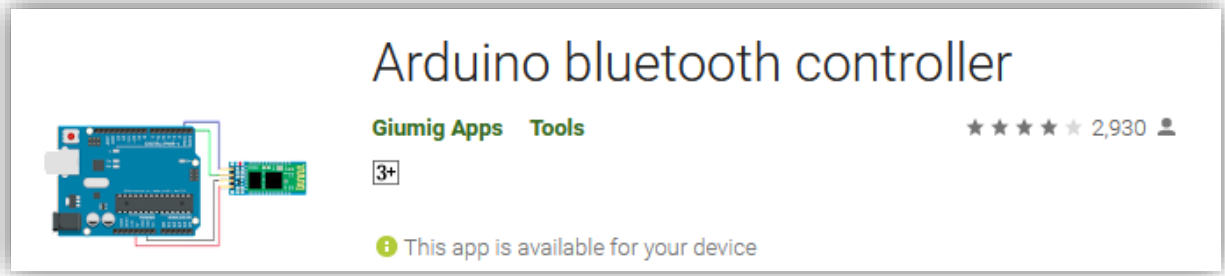 Arduino bluetooth controller
Giumig Apps Tools
2,930
3+
This app is available for your device